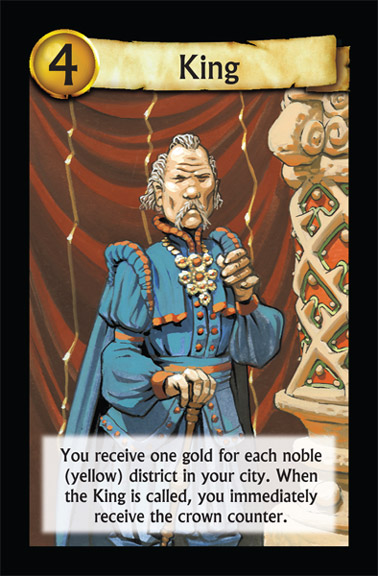 4
King
You receive one gold for each noble
(yellow) district in your city. When
the King is called, you immediately
receive the crown counter.